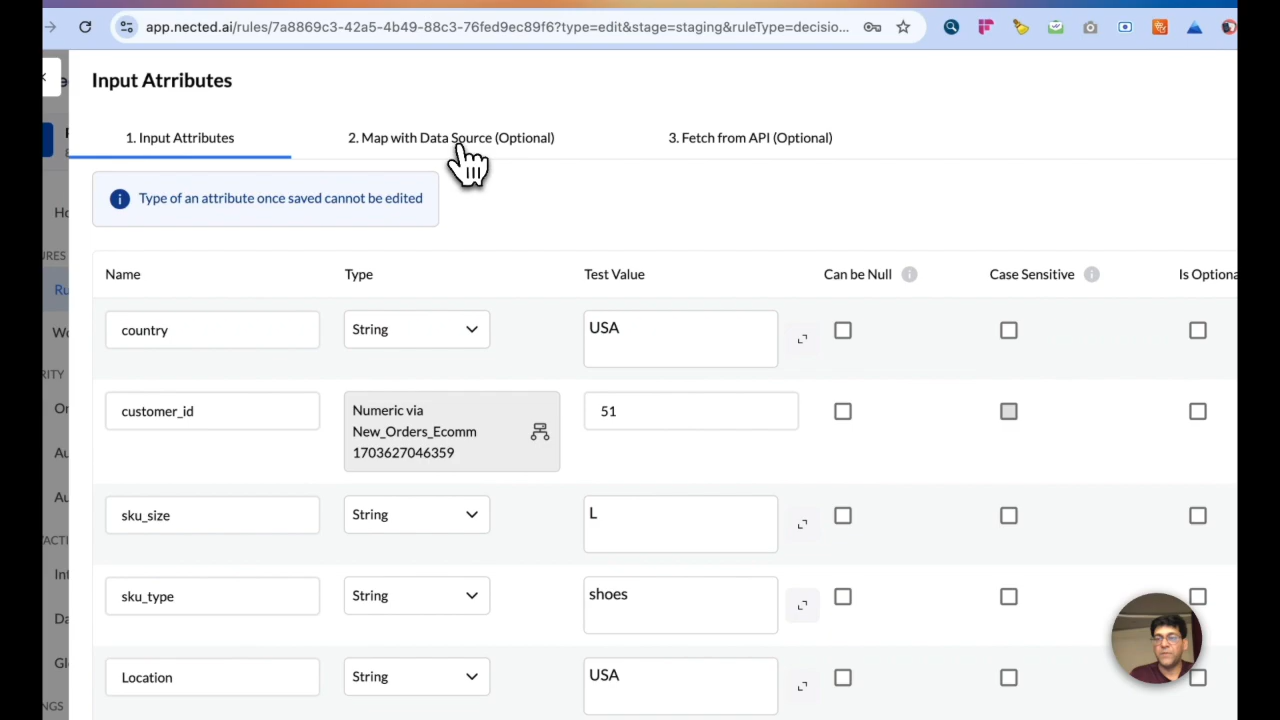 app.nected.ai/rules/7a8869c3-42a5-4b49-88c3-76fed9ec89f6?type=edit&stage=staging&ruleType=decisio...
Input Atrributes
1. Input Attributes
2. Map with Data Source (Optional)
3. Fetch from API (Optional)
Type of an attribute once saved cannot be edited
Name Type Test Value Can be Null Case Sensitive Is Optiona
country String USA
customer_id Numeric via New_Orders_Ecomm 1703627046359 51
sku_size String L
sku_type String shoes
Location String USA